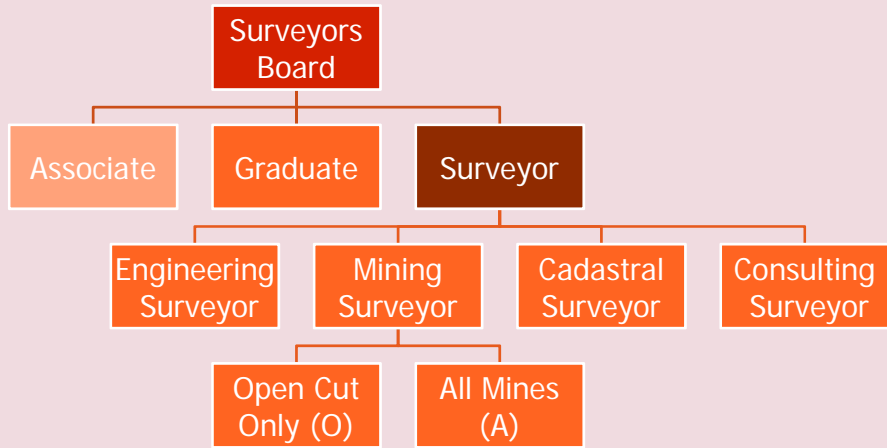 Surveyors
Board
Associate
Graduate
Surveyor
Engineering
Surveyor
Mining
Surveyor
Cadastral
Surveyor
Consulting
Surveyor
Open Cut
Only (O)
All Mines
(A)